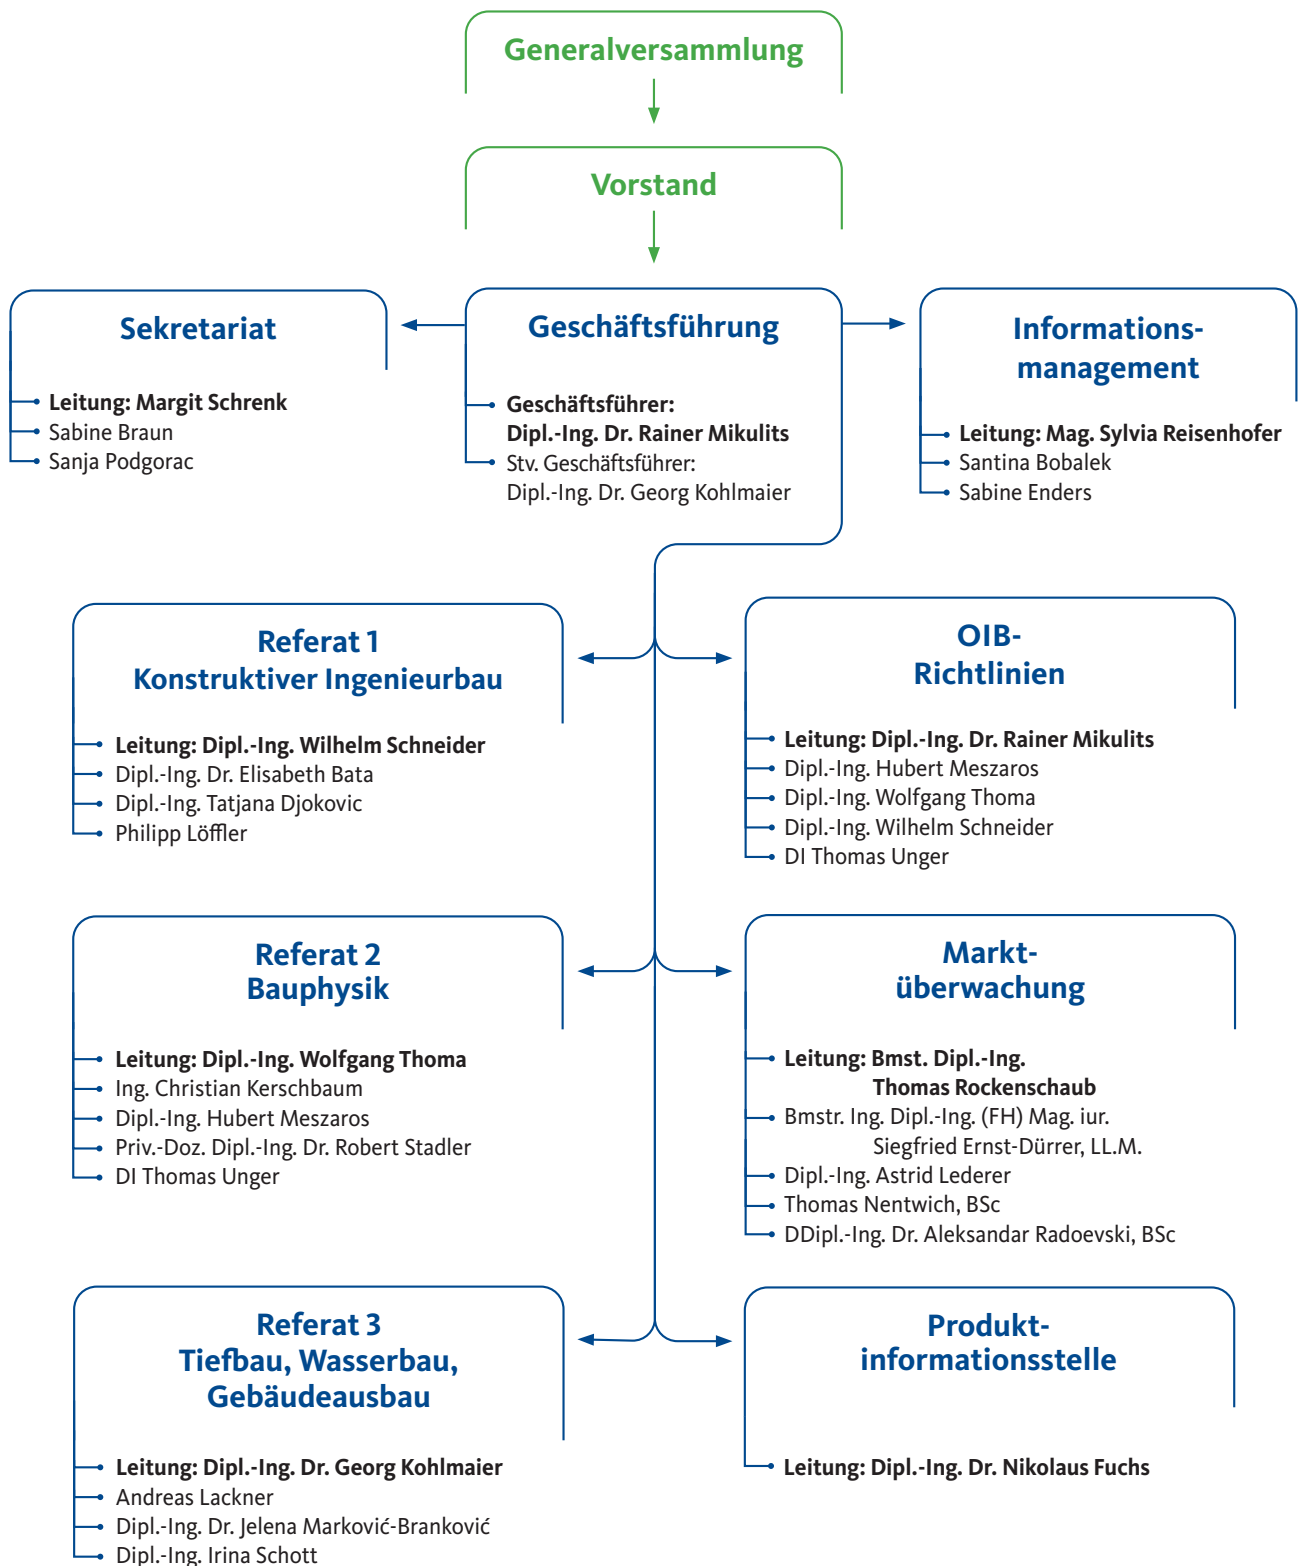 Generalversammlung
Vorstand
Sekretariat
Leitung: Margit Schrenk
Sabine Braun
Sanja Podgorac
Geschäftsführung
Geschäftsführer:
Dipl.-Ing. Dr. Rainer Mikulits
Stv. Geschäftsführer:
Dipl.-Ing. Dr. Georg Kohlmaier
Informations-
management
Leitung: Mag. Sylvia Reisenhofer
Santina Bobalek
Sabine Enders
Referat 1
Konstruktiver Ingenieurbau
Leitung: Dipl.-Ing. Wilhelm Schneider
Dipl.-Ing. Dr. Elisabeth Bata
Dipl.-Ing. Tatjana Djokovic
Philipp Löffler
OIB-
Richtlinien
Leitung: Dipl.-Ing. Dr. Rainer Mikulits
Dipl.-Ing. Hubert Meszaros
Dipl.-Ing. Wolfgang Thoma
Dipl.-Ing. Wilhelm Schneider
DI Thomas Unger
Referat 2
Bauphysik
Leitung: Dipl.-Ing. Wolfgang Thoma
Ing. Christian Kerschbaum
Dipl.-Ing. Hubert Meszaros
Priv.-Doz. Dipl.-Ing. Dr. Robert Stadler
DI Thomas Unger
Markt-
überwachung
Leitung: Bmst. Dipl.-Ing.
Thomas Rockenschaub
Bmstr. Ing. Dipl.-Ing. (FH) Mag. iur.
Siegfried Ernst-Dürrer, LL.M.
Dipl.-Ing. Astrid Lederer
Thomas Nentwich, BSc
DDipl.-Ing. Dr. Aleksandar Radoevski, BSc
Referat 3
Tiefbau, Wasserbau,
Gebäudeausbau
Leitung: Dipl.-Ing. Dr. Georg Kohlmaier
Andreas Lackner
Dipl.-Ing. Dr. Jelena Marković-Branković
Dipl.-Ing. Irina Schott
Produkt-
informationsstelle
Leitung: Dipl.-Ing. Dr. Nikolaus Fuchs